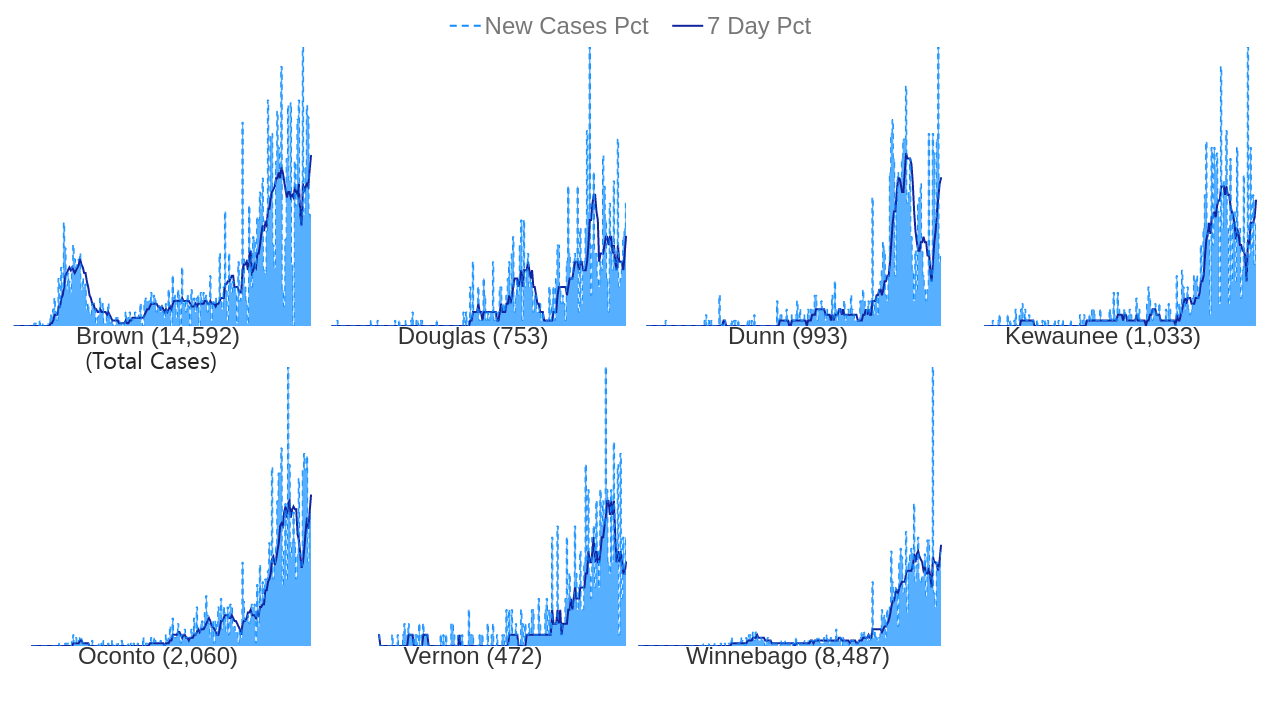 New Cases Pct 7 Day Pct
Brown (14,592) Douglas (753) Dunn (993) Kewaunee (1,033)
(Total Cases)
Oconto (2,060) Vernon (472) Winnebago (8,487)